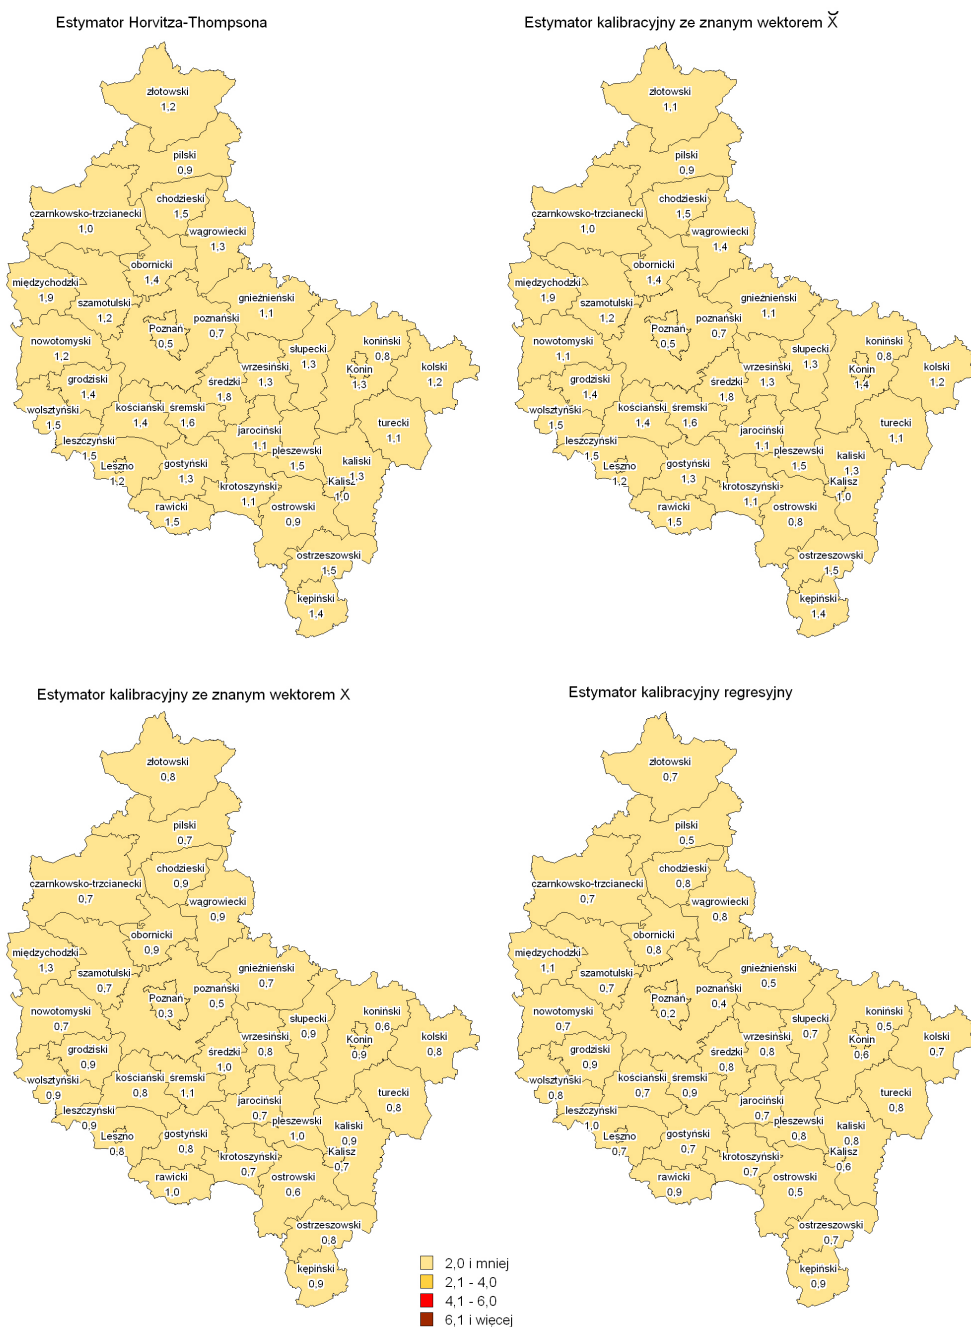 Estymator Horvitza-Thompsona
złotowski
1,2
pilski
0,9
chodzieski
1,5
czarnkowsko-trzcianecki
1,0
wągrowiecki
1,3
obornicki
1,4
międzychodzki
1,9
szamotulski
1,2
gnieźnieński
1,1
Poznań
0,5
poznański
0,7
nowotomyski
1,2
koniński
0,8
słupecki
1,3
wrzesiński
1,3
Konin
1,3
kolski
1,2
grodziski
1,4
średzki
1,8
wolsztyński
1,5
kościański
1,4
śremski
1,6
turecki
1,1
jarociński
1,1
leszczyński
1,5
pleszewski
1,5
kaliski
1,3
Leszno
1,2
gostyński
1,3
krotoszyński
1,1
Kalisz
1,0
rawicki
1,5
ostrowski
0,9
ostrzeszowski
1,5
kępiński
1,4
Estymator kalibracyjny ze znanym wektorem X̆
złotowski
1,1
pilski
0,9
chodzieski
1,5
czarnkowsko-trzcianecki
1,0
wągrowiecki
1,4
obornicki
1,4
międzychodzki
1,9
szamotulski
1,2
gnieźnieński
1,1
Poznań
0,5
poznański
0,7
nowotomyski
1,1
koniński
0,8
słupecki
1,3
wrzesiński
1,3
Konin
1,4
kolski
1,2
grodziski
1,4
średzki
1,8
wolsztyński
1,5
kościański
1,4
śremski
1,6
turecki
1,1
jarociński
1,1
leszczyński
1,5
pleszewski
1,5
kaliski
1,3
Leszno
1,2
gostyński
1,3
krotoszyński
1,1
Kalisz
1,0
rawicki
1,5
ostrowski
0,8
ostrzeszowski
1,5
kępiński
1,4
Estymator kalibracyjny ze znanym wektorem X
złotowski
0,8
pilski
0,7
chodzieski
0,9
czarnkowsko-trzcianecki
0,7
wągrowiecki
0,9
obornicki
0,9
międzychodzki
1,3
szamotulski
0,7
gnieźnieński
0,7
Poznań
0,3
poznański
0,5
nowotomyski
0,7
koniński
0,6
słupecki
0,9
wrzesiński
0,8
Konin
0,9
kolski
0,8
grodziski
0,9
średzki
1,0
wolsztyński
0,9
kościański
0,8
śremski
1,1
turecki
0,8
jarociński
0,7
leszczyński
0,9
pleszewski
1,0
kaliski
0,9
Leszno
0,8
gostyński
0,8
krotoszyński
0,7
Kalisz
0,7
rawicki
1,0
ostrowski
0,6
ostrzeszowski
0,8
kępiński
0,9
Estymator kalibracyjny regresyjny
złotowski
0,7
pilski
0,5
chodzieski
0,8
czarnkowsko-trzcianecki
0,7
wągrowiecki
0,8
obornicki
0,8
międzychodzki
1,1
szamotulski
0,7
gnieźnieński
0,5
Poznań
0,2
poznański
0,4
nowotomyski
0,7
koniński
0,5
słupecki
0,7
wrzesiński
0,8
Konin
0,6
kolski
0,7
grodziski
0,9
średzki
0,8
wolsztyński
0,8
kościański
0,7
śremski
0,9
turecki
0,8
jarociński
0,7
leszczyński
1,0
pleszewski
0,8
kaliski
0,8
Leszno
0,7
gostyński
0,7
krotoszyński
0,7
Kalisz
0,6
rawicki
0,9
ostrowski
0,5
ostrzeszowski
0,7
kępiński
0,9
2,0 i mniej
2,1 - 4,0
4,1 - 6,0
6,1 i więcej